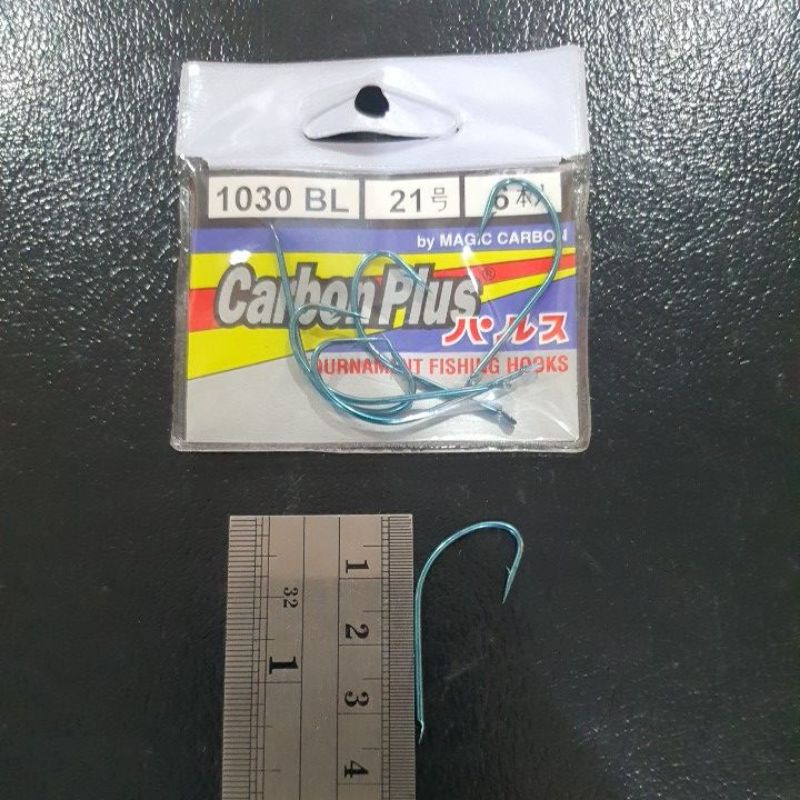 1030 BL
21号
6本入
by MAGIC CARBON
Carbon Plus®
パルス
TOURNAMENT FISHING HOOKS
1
32
2
1
3
4